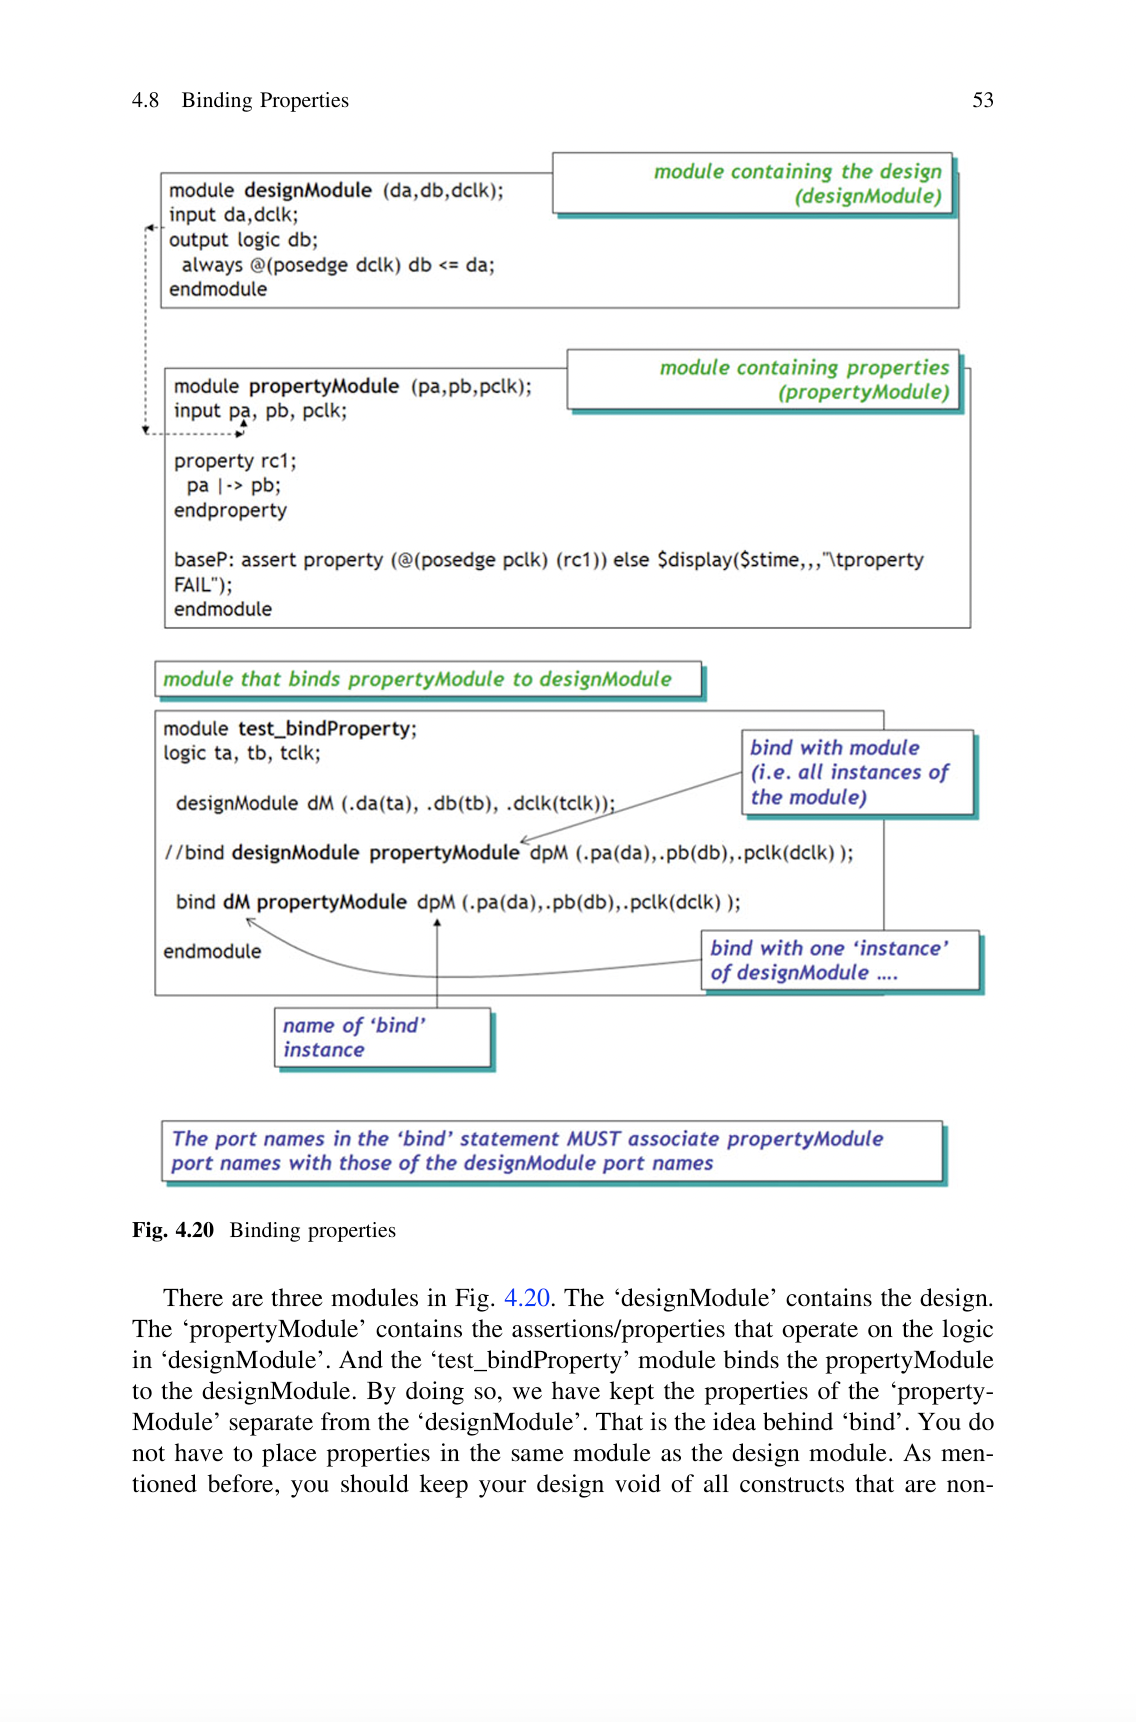 4.8 Binding Properties 53
module containing the design
(designModule)
module designModule (da,db,dclk);
input da,dclk;
output logic db;
always @(posedge dclk) db <= da;
endmodule
module containing properties
(propertyModule)
module propertyModule (pa,pb,pclk);
input pa, pb, pclk;
property rc1;
pa |-> pb;
endproperty
baseP: assert property (@(posedge pclk) (rc1)) else $display($stime,,,"\tproperty
FAIL");
endmodule
module that binds propertyModule to designModule
module test_bindProperty;
logic ta, tb, tclk;
bind with module
(i.e. all instances of
the module)
designModule dM (.da(ta), .db(tb), .dclk(tclk));
//bind designModule propertyModule dpM (.pa(da),.pb(db),.pclk(dclk) );
bind dM propertyModule dpM (.pa(da),.pb(db),.pclk(dclk) );
endmodule
bind with one ‘instance’
of designModule ....
name of ‘bind’
instance
The port names in the ‘bind’ statement MUST associate propertyModule
port names with those of the designModule port names
Fig. 4.20 Binding properties
There are three modules in Fig. 4.20. The ‘designModule’ contains the design.
The ‘propertyModule’ contains the assertions/properties that operate on the logic
in ‘designModule’. And the ‘test_bindProperty’ module binds the propertyModule
to the designModule. By doing so, we have kept the properties of the ‘property-
Module’ separate from the ‘designModule’. That is the idea behind ‘bind’. You do
not have to place properties in the same module as the design module. As men-
tioned before, you should keep your design void of all constructs that are non-